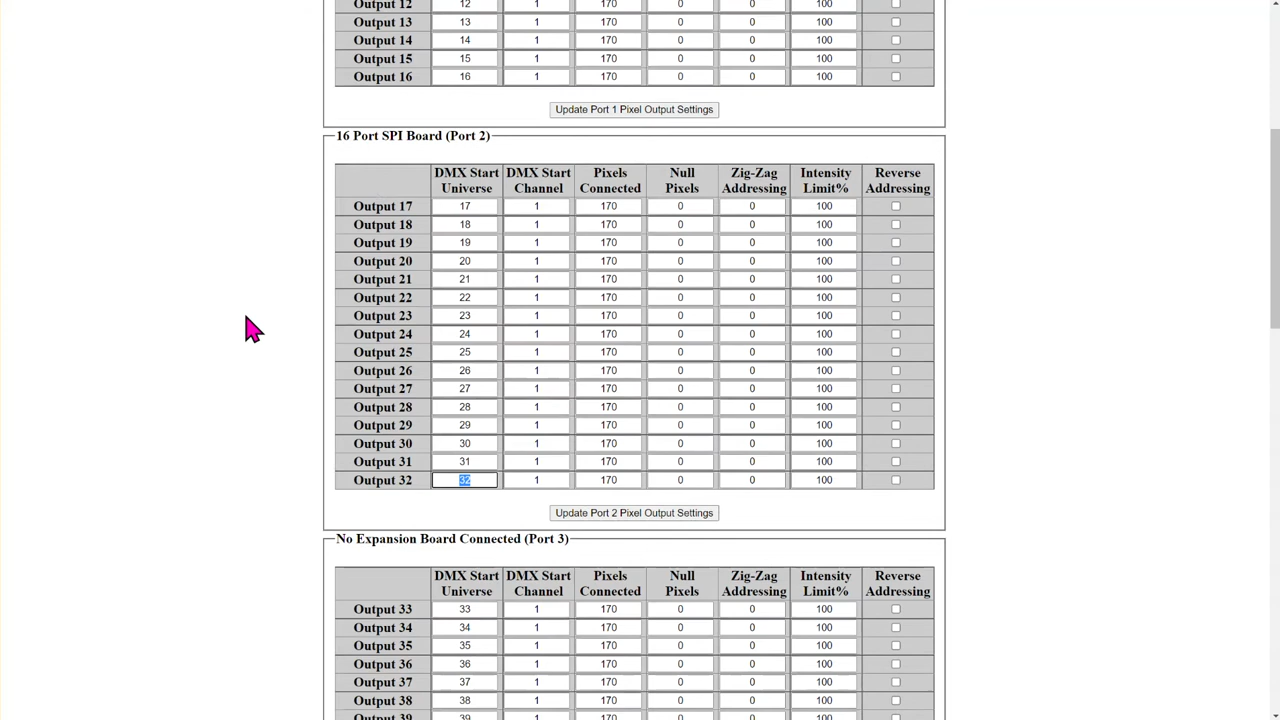 Output 12 12 1 170 0 0 100
Output 13 13 1 170 0 0 100
Output 14 14 1 170 0 0 100
Output 15 15 1 170 0 0 100
Output 16 16 1 170 0 0 100
Update Port 1 Pixel Output Settings
16 Port SPI Board (Port 2)
DMX Start Universe DMX Start Channel Pixels Connected Null Pixels Zig-Zag Addressing Intensity Limit% Reverse Addressing
Output 17 17 1 170 0 0 100
Output 18 18 1 170 0 0 100
Output 19 19 1 170 0 0 100
Output 20 20 1 170 0 0 100
Output 21 21 1 170 0 0 100
Output 22 22 1 170 0 0 100
Output 23 23 1 170 0 0 100
Output 24 24 1 170 0 0 100
Output 25 25 1 170 0 0 100
Output 26 26 1 170 0 0 100
Output 27 27 1 170 0 0 100
Output 28 28 1 170 0 0 100
Output 29 29 1 170 0 0 100
Output 30 30 1 170 0 0 100
Output 31 31 1 170 0 0 100
Output 32 32 1 170 0 0 100
Update Port 2 Pixel Output Settings
No Expansion Board Connected (Port 3)
DMX Start Universe DMX Start Channel Pixels Connected Null Pixels Zig-Zag Addressing Intensity Limit% Reverse Addressing
Output 33 33 1 170 0 0 100
Output 34 34 1 170 0 0 100
Output 35 35 1 170 0 0 100
Output 36 36 1 170 0 0 100
Output 37 37 1 170 0 0 100
Output 38 38 1 170 0 0 100
Output 39 39 1 170 0 0 100